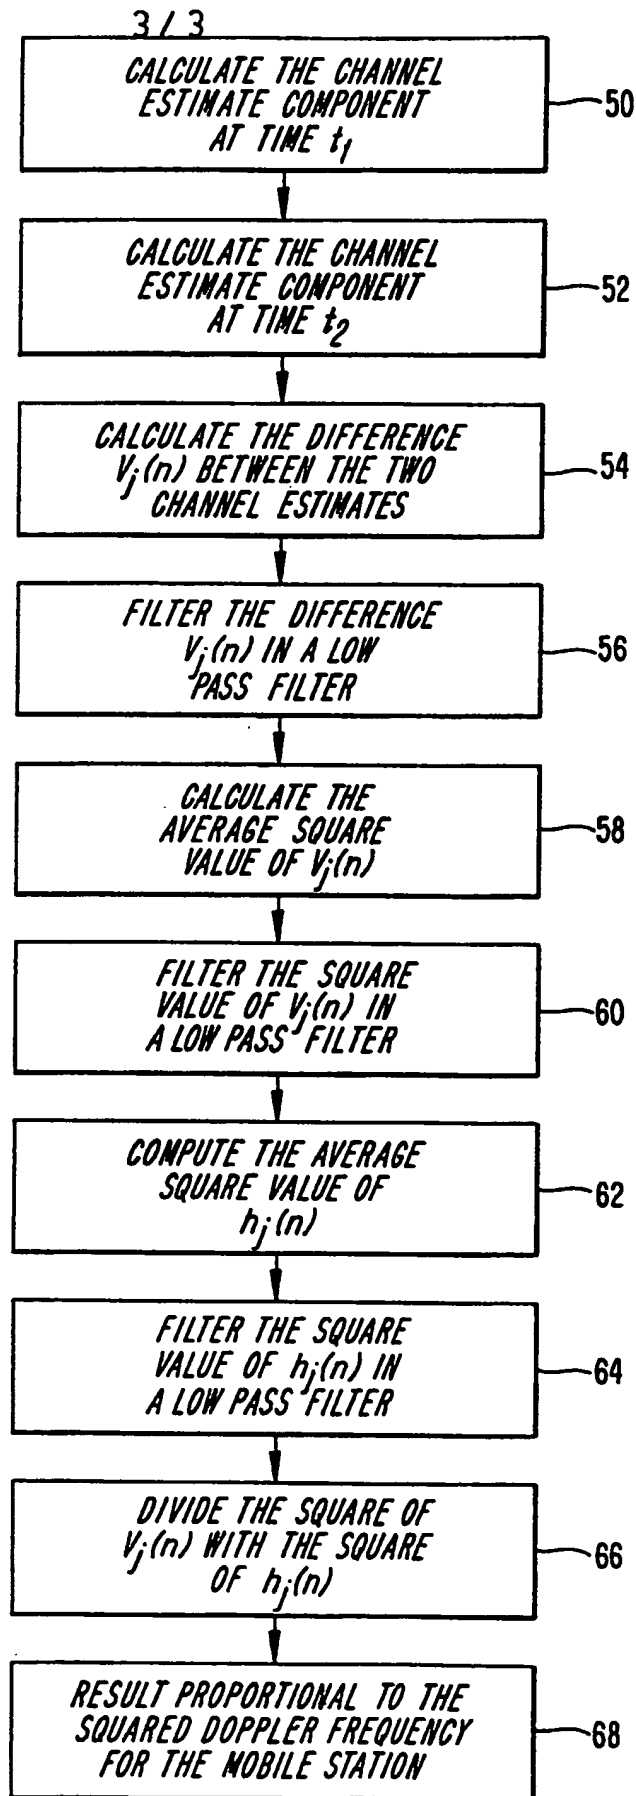 3/3
CALCULATE THE CHANNEL
ESTIMATE COMPONENT
AT TIME t1
50
CALCULATE THE CHANNEL
ESTIMATE COMPONENT
AT TIME t2
52
CALCULATE THE DIFFERENCE
Vj(n) BETWEEN THE TWO
CHANNEL ESTIMATES
54
FILTER THE DIFFERENCE
Vj(n) IN A LOW
PASS FILTER
56
CALCULATE THE
AVERAGE SQUARE
VALUE OF Vj(n)
58
FILTER THE SQUARE
VALUE OF Vj(n) IN
A LOW PASS FILTER
60
COMPUTE THE AVERAGE
SQUARE VALUE OF
hj(n)
62
FILTER THE SQUARE
VALUE OF hj(n) IN
A LOW PASS FILTER
64
DIVIDE THE SQUARE OF
Vj(n) WITH THE SQUARE
OF hj(n)
66
RESULT PROPORTIONAL TO THE
SQUARED DOPPLER FREQUENCY
FOR THE MOBILE STATION
68